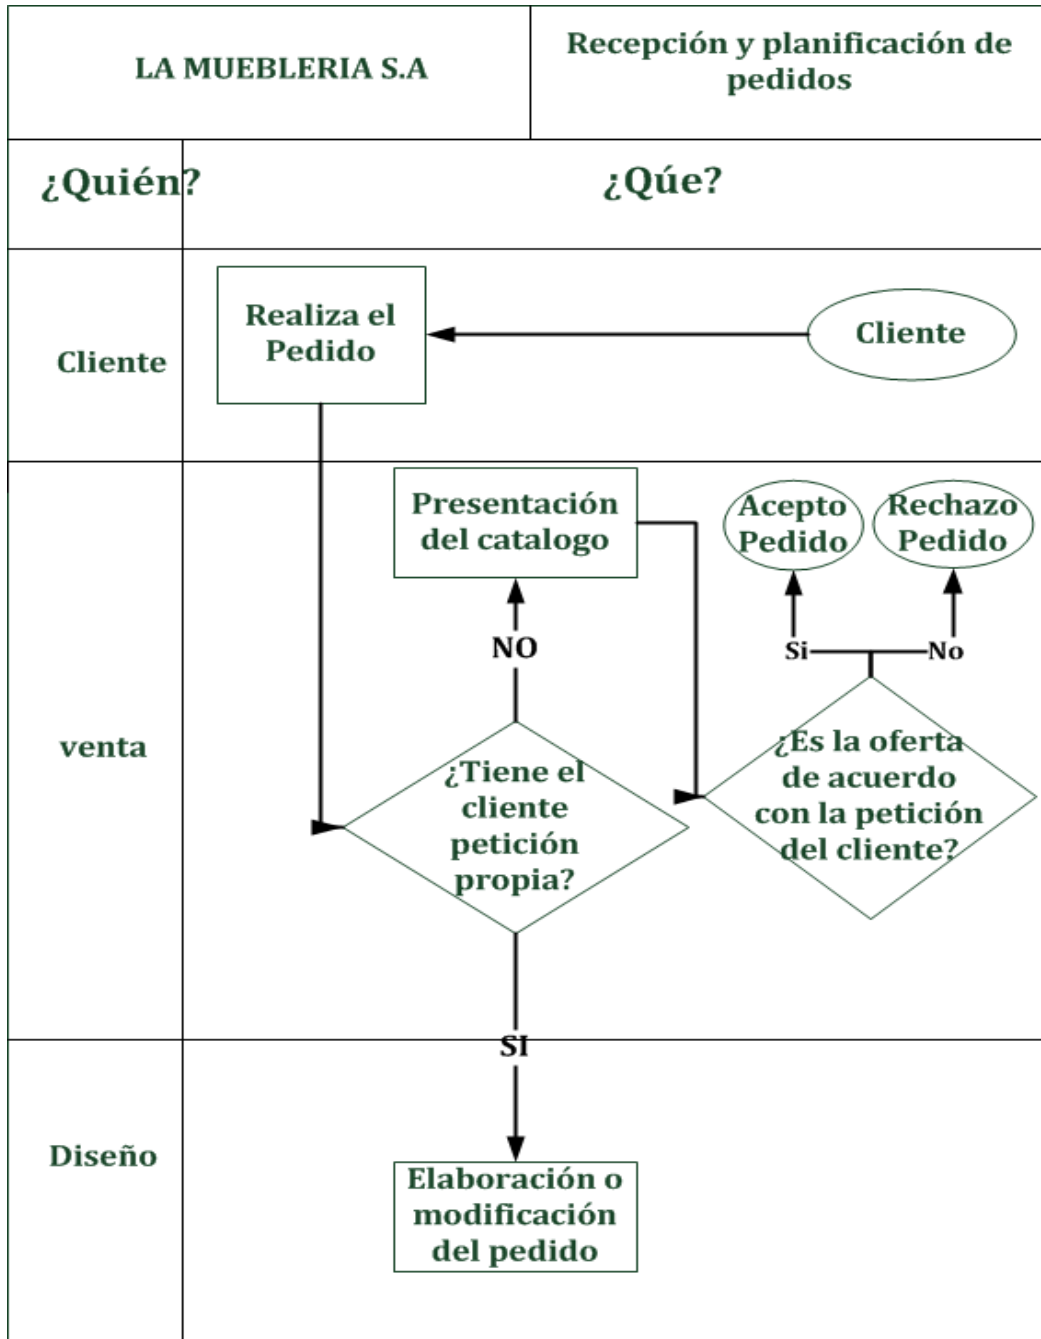 LA MUEBLERIA S.A
Recepción y planificación de
pedidos
¿Quién?
¿Qúe?
Cliente
Realiza el
Pedido
Cliente
venta
Presentación
del catalogo
Acepto
Pedido
Rechazo
Pedido
NO
Si
No
¿Tiene el
cliente
petición
propia?
¿Es la oferta
de acuerdo
con la petición
del cliente?
SI
Diseño
Elaboración o
modificación
del pedido